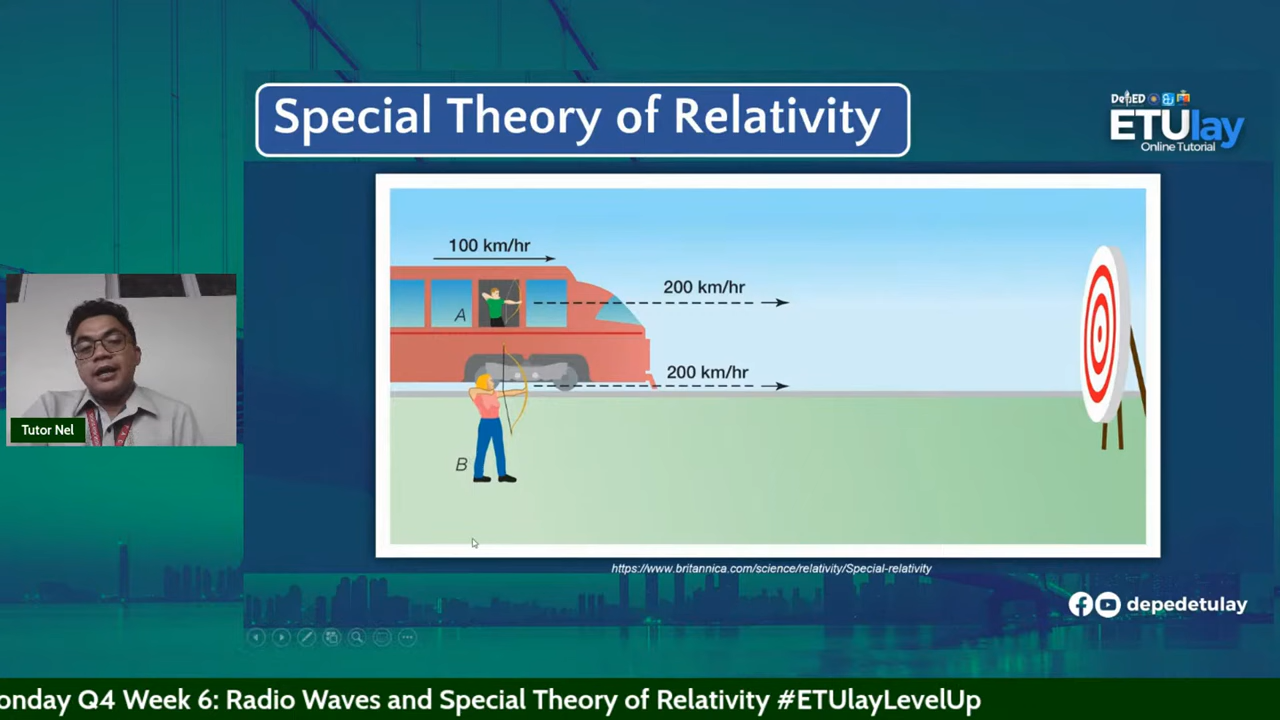 Special Theory of Relativity
DepED
ETUlay
Online Tutorial
100 km/hr
200 km/hr
A
200 km/hr
B
Tutor Nel
https://www.britannica.com/science/relativity/Special-relativity
depedetulay
onday Q4 Week 6: Radio Waves and Special Theory of Relativity #ETUlayLevelUp